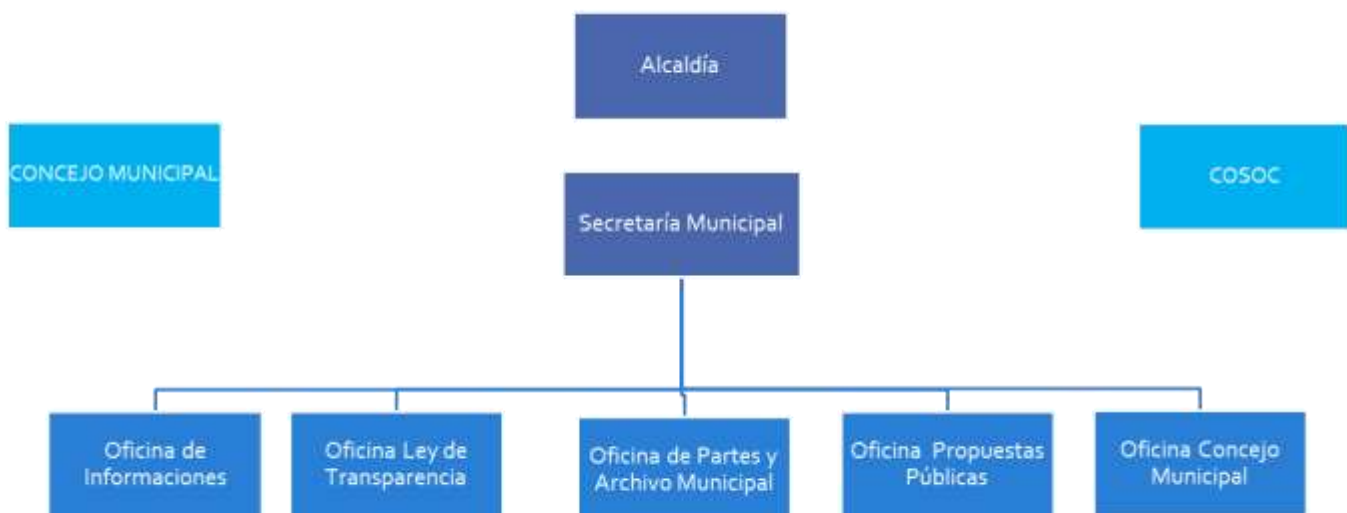 Alcaldía
CONCEJO MUNICIPAL
COSOC
Secretaría Municipal
Oficina de
Informaciones
Oficina Ley de
Transparencia
Oficina de Partes y
Archivo Municipal
Oficina Propuestas
Públicas
Oficina Concejo
Municipal